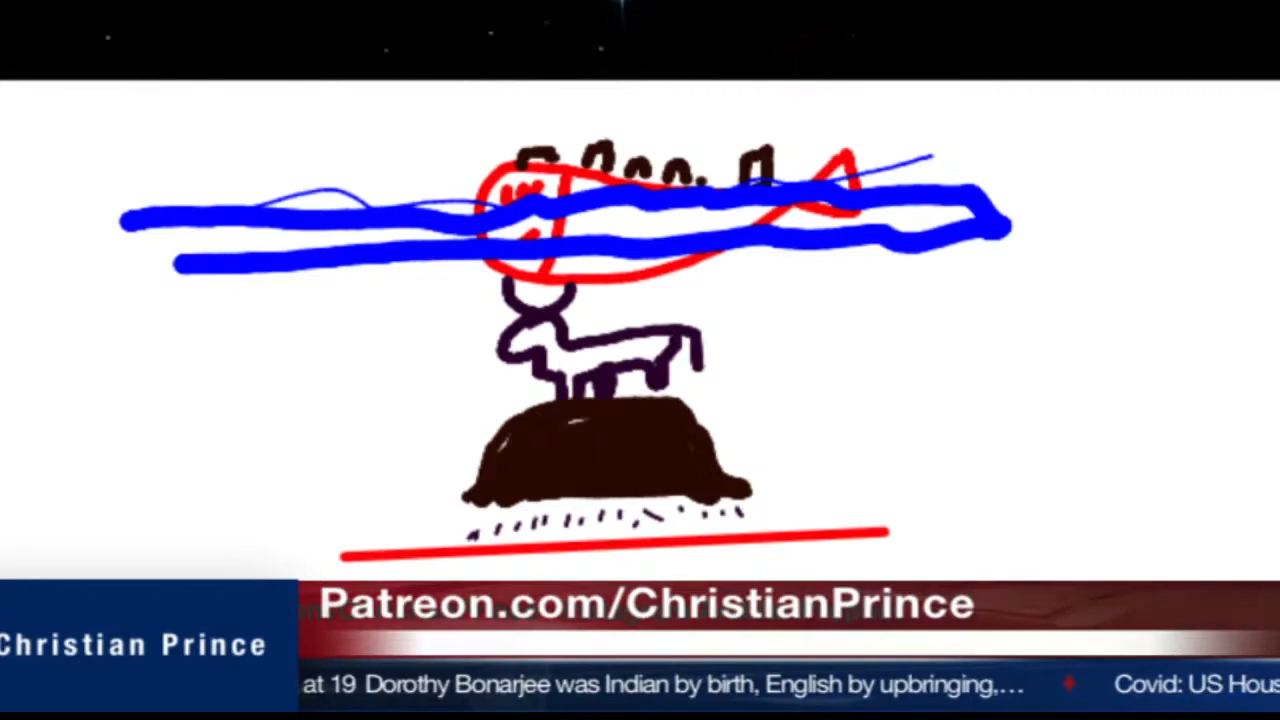 Patreon.com/ChristianPrince
Christian Prince
at 19 Dorothy Bonarjee was Indian by birth, English by upbringing,... Covid: US Hous